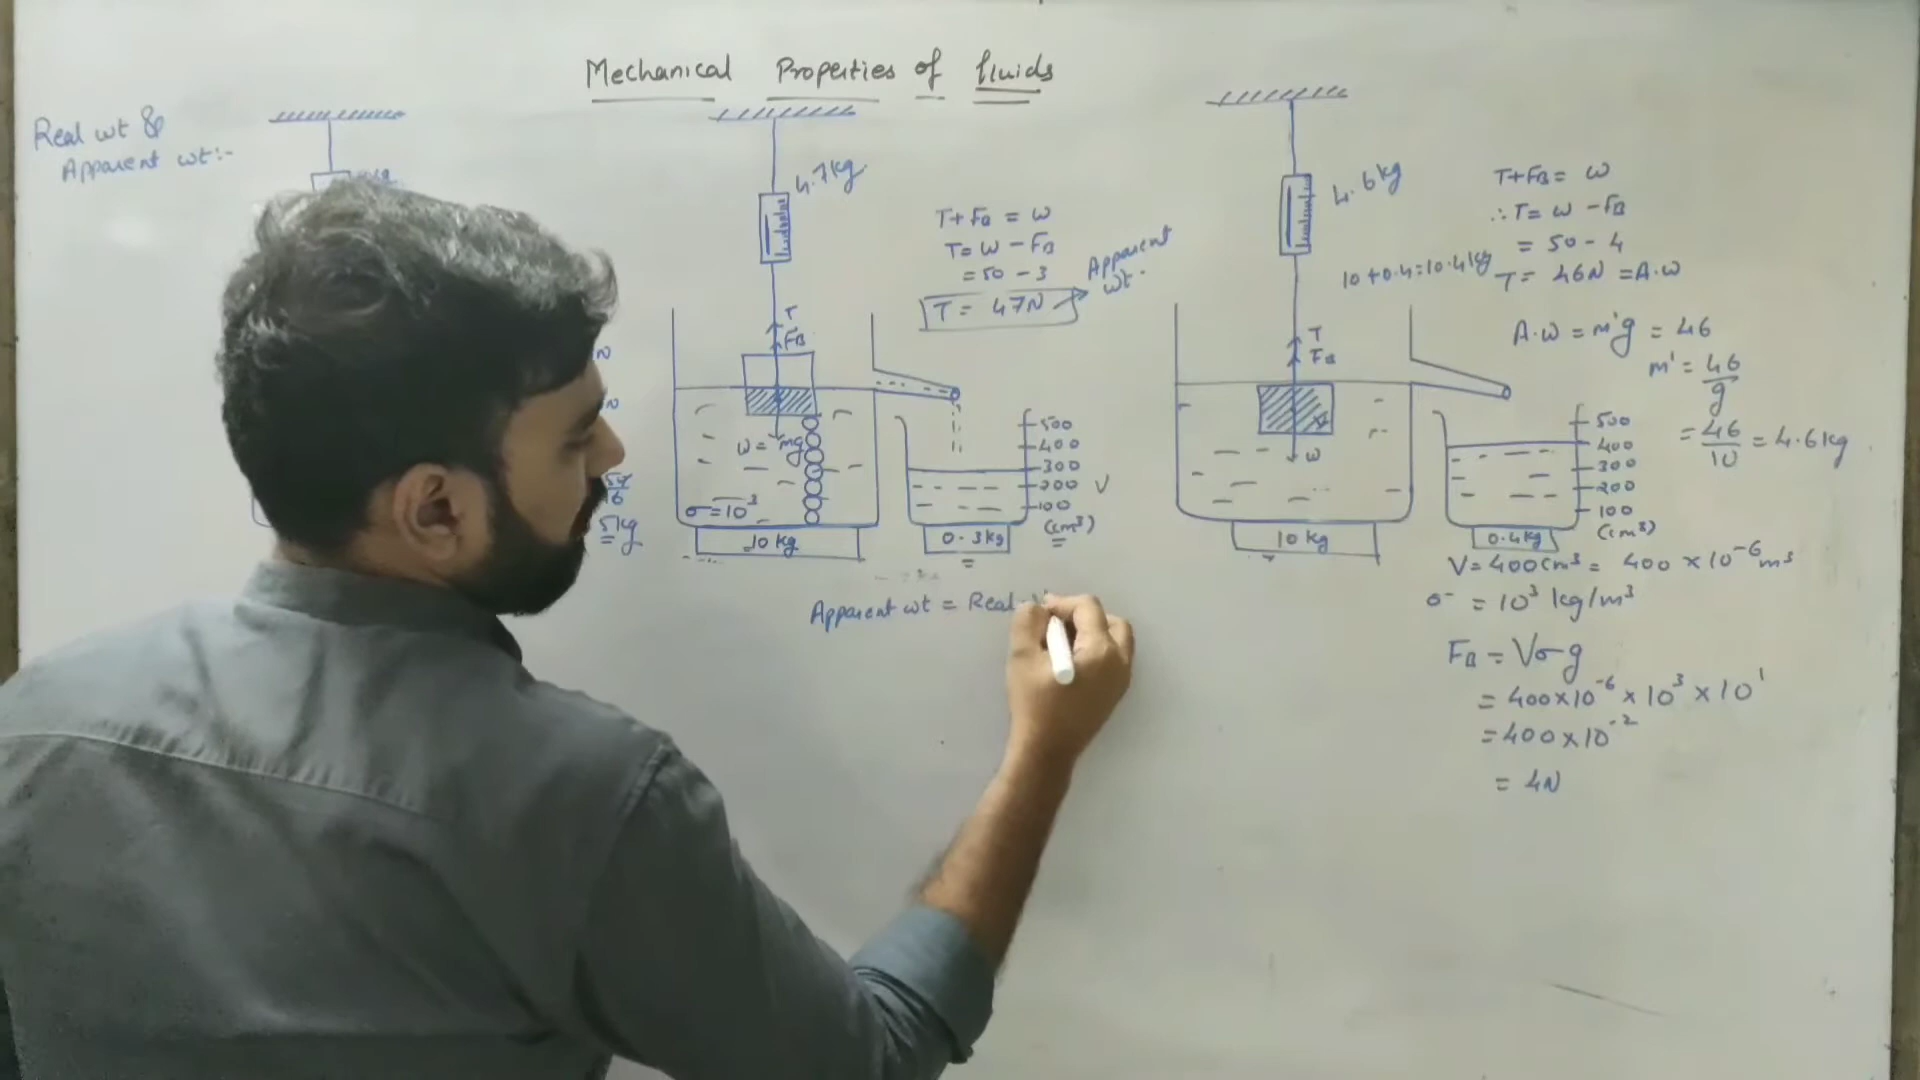 Mechanical Properties of fluids
Real wt &
Apparent wt:-
N
N
5kg
4.7kg
T
FB
W = mg
σ = 10³
10 kg
T + FB = W
T = W - FB
= 50 - 3
T = 47N
Apparent
wt.
500
400
300
200 V
100
(cm³)
0.3kg
Apparent wt = Real
4.6kg
T
FB
W
10 kg
10 + 0.4 = 10.4kg
T + FB = W
∴ T = W - FB
= 50 - 4
T = 46N = A.W
A.W = m'g = 46
m' = 46/g
= 46/10 = 4.6 kg
500
400
300
200
100
(cm³)
0.4kg
V = 400cm³ = 400 × 10⁻⁶ m³
σ = 10³ kg/m³
FB = Vσg
= 400×10⁻⁶ × 10³ × 10¹
= 400 × 10⁻²
= 4N